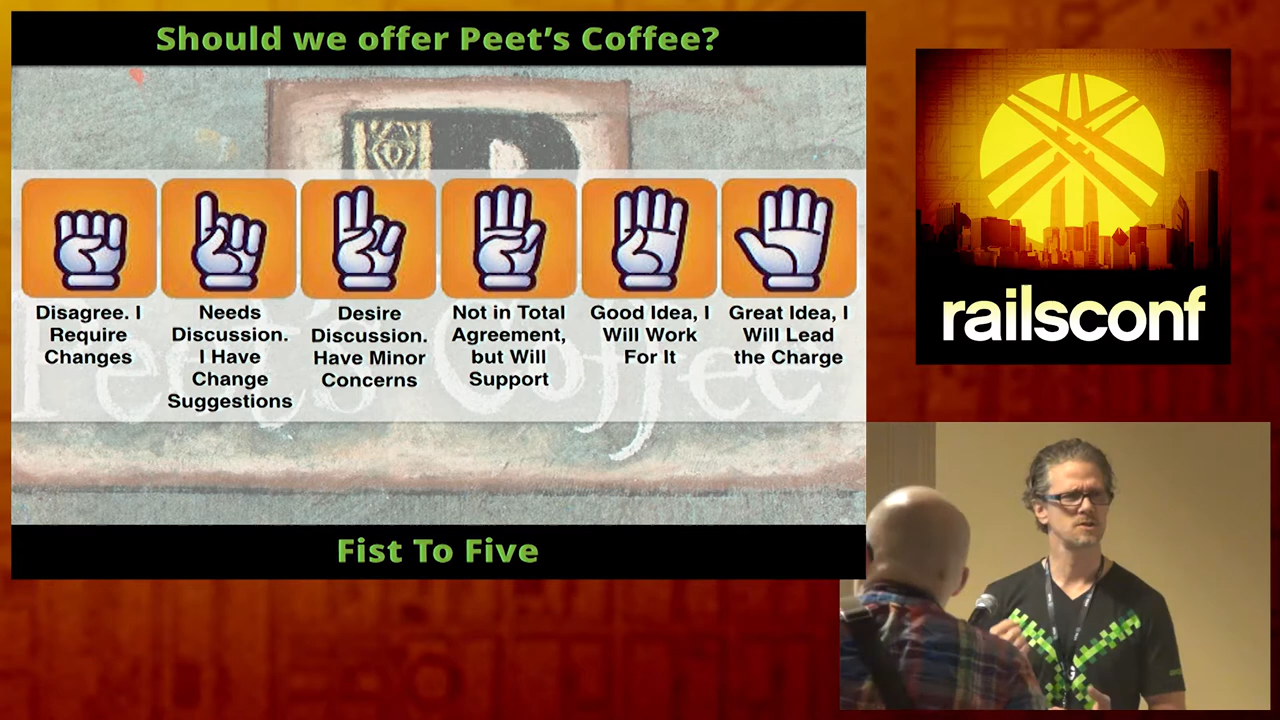 Should we offer Peet's Coffee?
Disagree. I
Require
Changes
Needs
Discussion.
I Have
Change
Suggestions
Desire
Discussion.
Have Minor
Concerns
Not in Total
Agreement,
but Will
Support
Good Idea, I
Will Work
For It
Great Idea, I
Will Lead
the Charge
Peet's Coffee
Fist To Five
railsconf